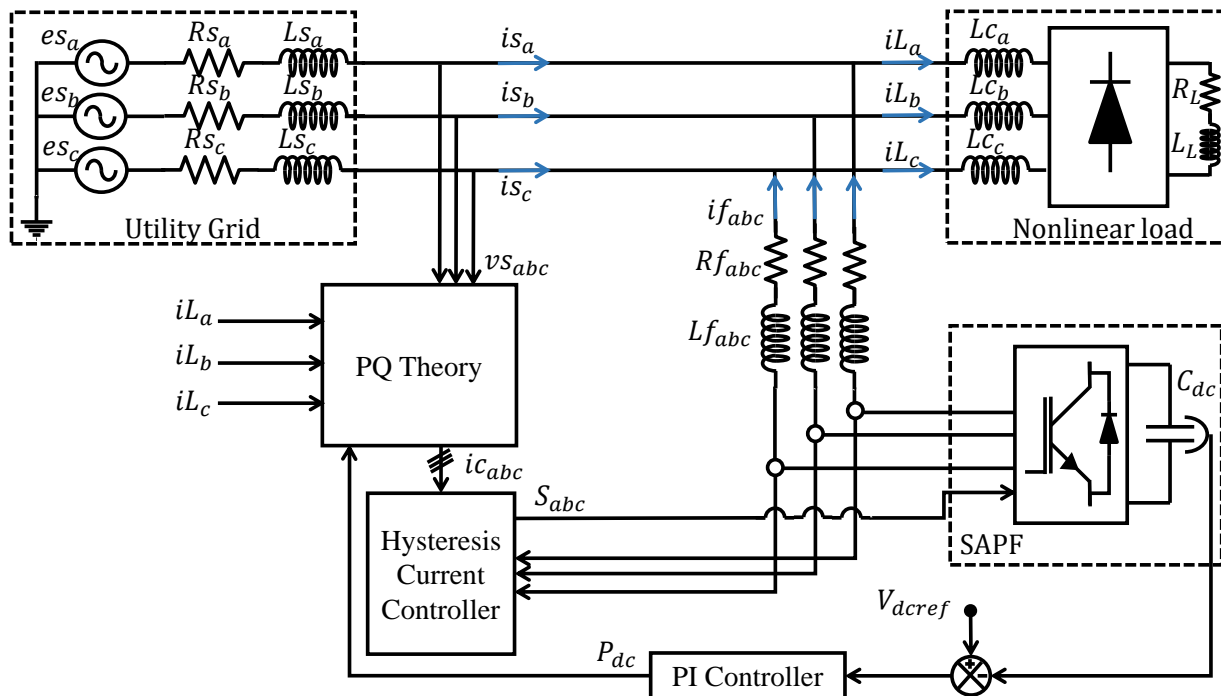 es_a
Rs_a
Ls_a
is_a
iL_a
Lc_a
es_b
Rs_b
Ls_b
is_b
iL_b
Lc_b
R_L
es_c
Rs_c
Ls_c
is_c
iL_c
Lc_c
L_L
Utility Grid
Nonlinear load
vs_abc
if_abc
Rf_abc
Lf_abc
iL_a
iL_b
iL_c
PQ Theory
C_dc
ic_abc
S_abc
Hysteresis
Current
Controller
SAPF
V_dcref
+
-
P_dc
PI Controller